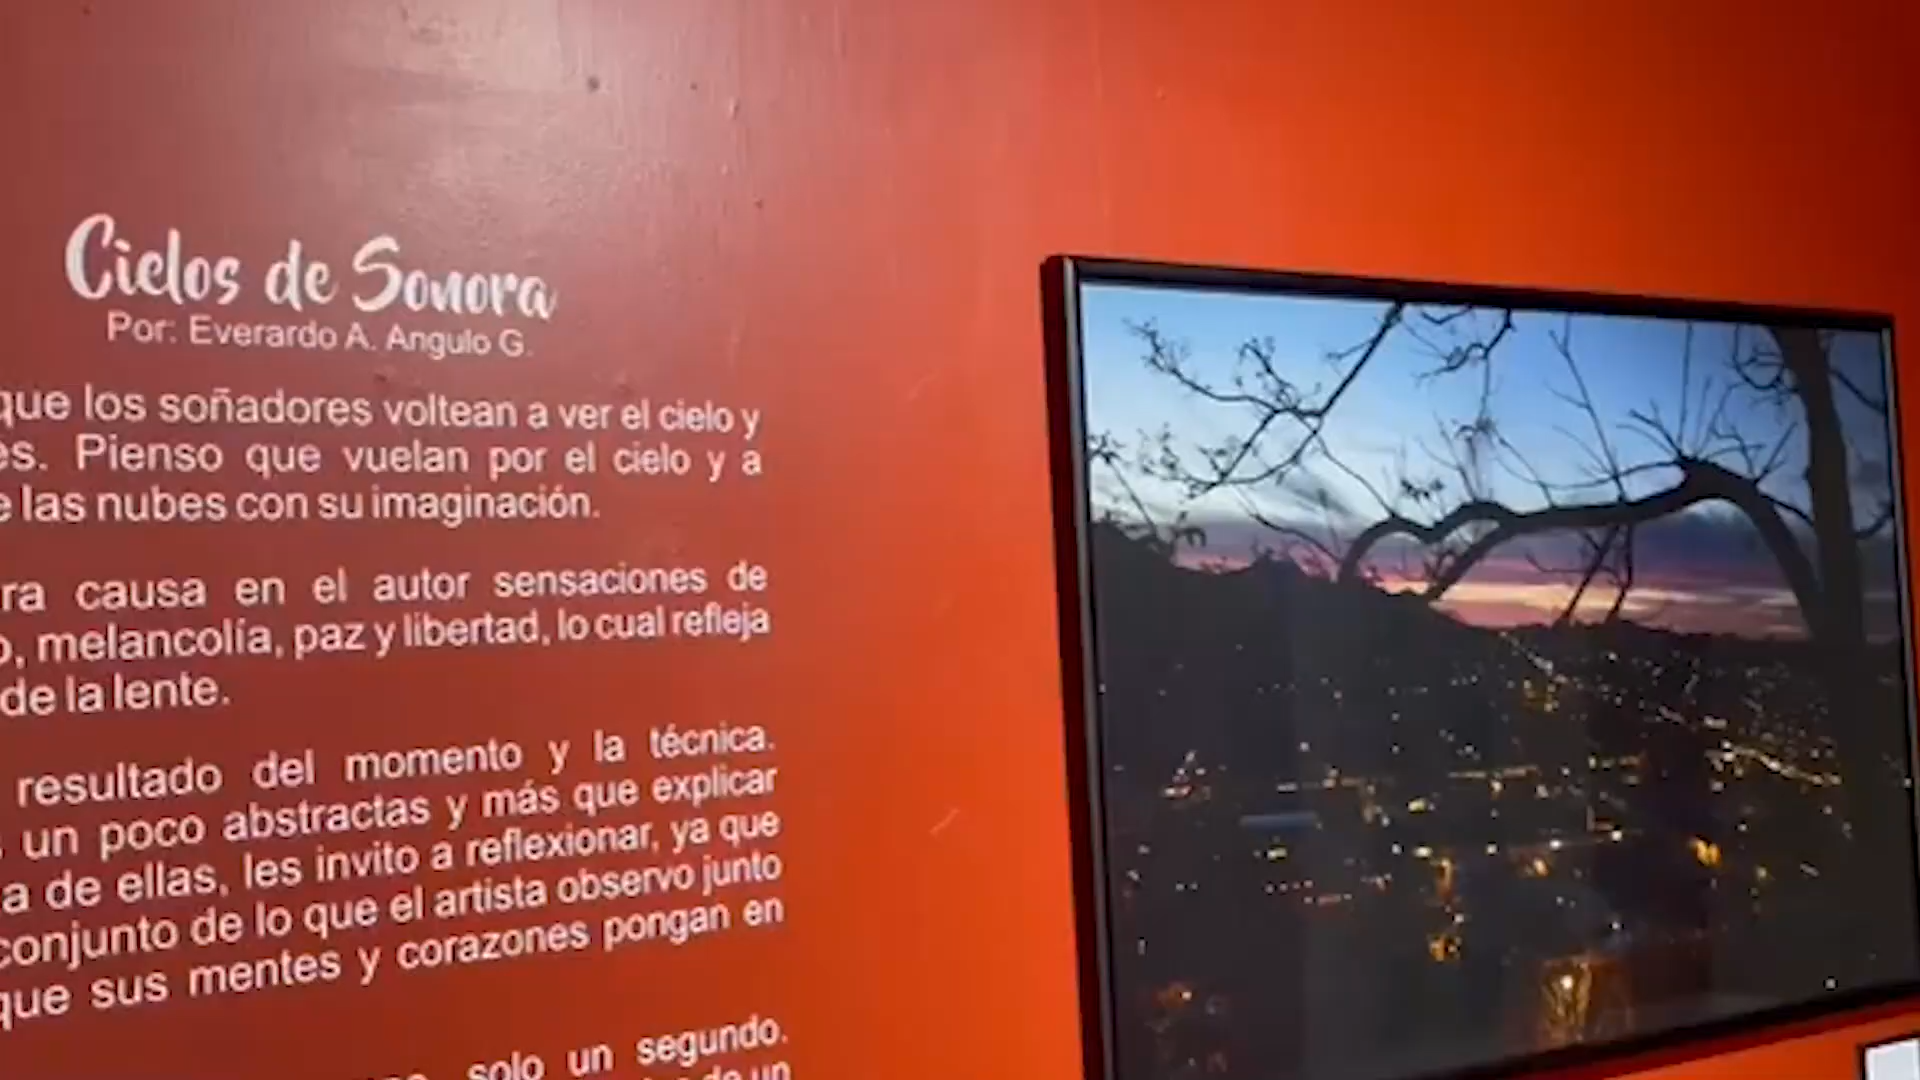 Cielos de Sonora
Por: Everardo A. Angulo G.
que los soñadores voltean a ver el cielo y
es. Pienso que vuelan por el cielo y a
e las nubes con su imaginación.
ra causa en el autor sensaciones de
o, melancolía, paz y libertad, lo cual refleja
de la lente.
resultado del momento y la técnica.
un poco abstractas y más que explicar
a de ellas, les invito a reflexionar, ya que
conjunto de lo que el artista observo junto
que sus mentes y corazones pongan en
solo un segundo.
de un